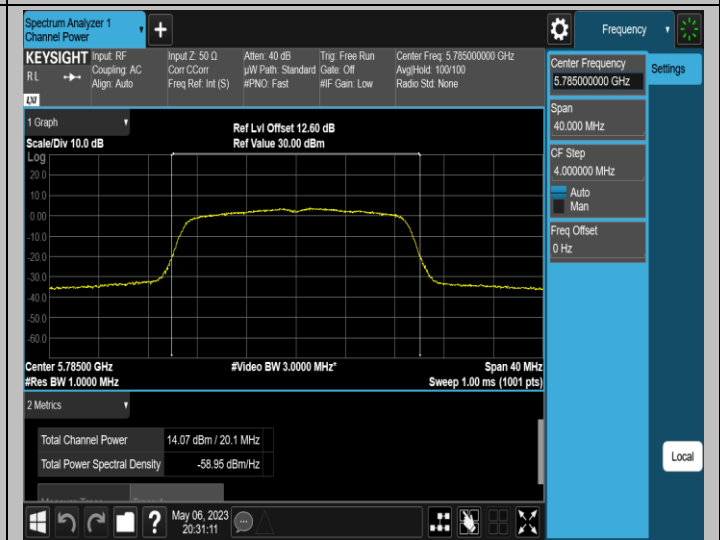 Spectrum Analyzer 1
Channel Power
+
Frequency
KEYSIGHT
R L
LXI
Input: RF
Coupling: AC
Align: Auto
Input Z: 50 Ω
Corr CCorr
Freq Ref: Int (S)
Atten: 40 dB
µW Path: Standard
#PNO: Fast
Trig: Free Run
Gate: Off
#IF Gain: Low
Center Freq: 5.785000000 GHz
Avg|Hold: 100/100
Radio Std: None
Center Frequency
5.785000000 GHz
Settings
Span
40.000 MHz
CF Step
4.000000 MHz
Auto
Man
Freq Offset
0 Hz
1 Graph
Scale/Div 10.0 dB
Ref Lvl Offset 12.60 dB
Ref Value 30.00 dBm
Log
20.0
10.0
0.00
-10.0
-20.0
-30.0
-40.0
-50.0
-60.0
Center 5.78500 GHz
#Video BW 3.0000 MHz*
Span 40 MHz
#Res BW 1.0000 MHz
Sweep 1.00 ms (1001 pts)
2 Metrics
Total Channel Power 14.07 dBm / 20.1 MHz
Total Power Spectral Density -58.95 dBm/Hz
Local
?
May 06, 2023
20:31:11